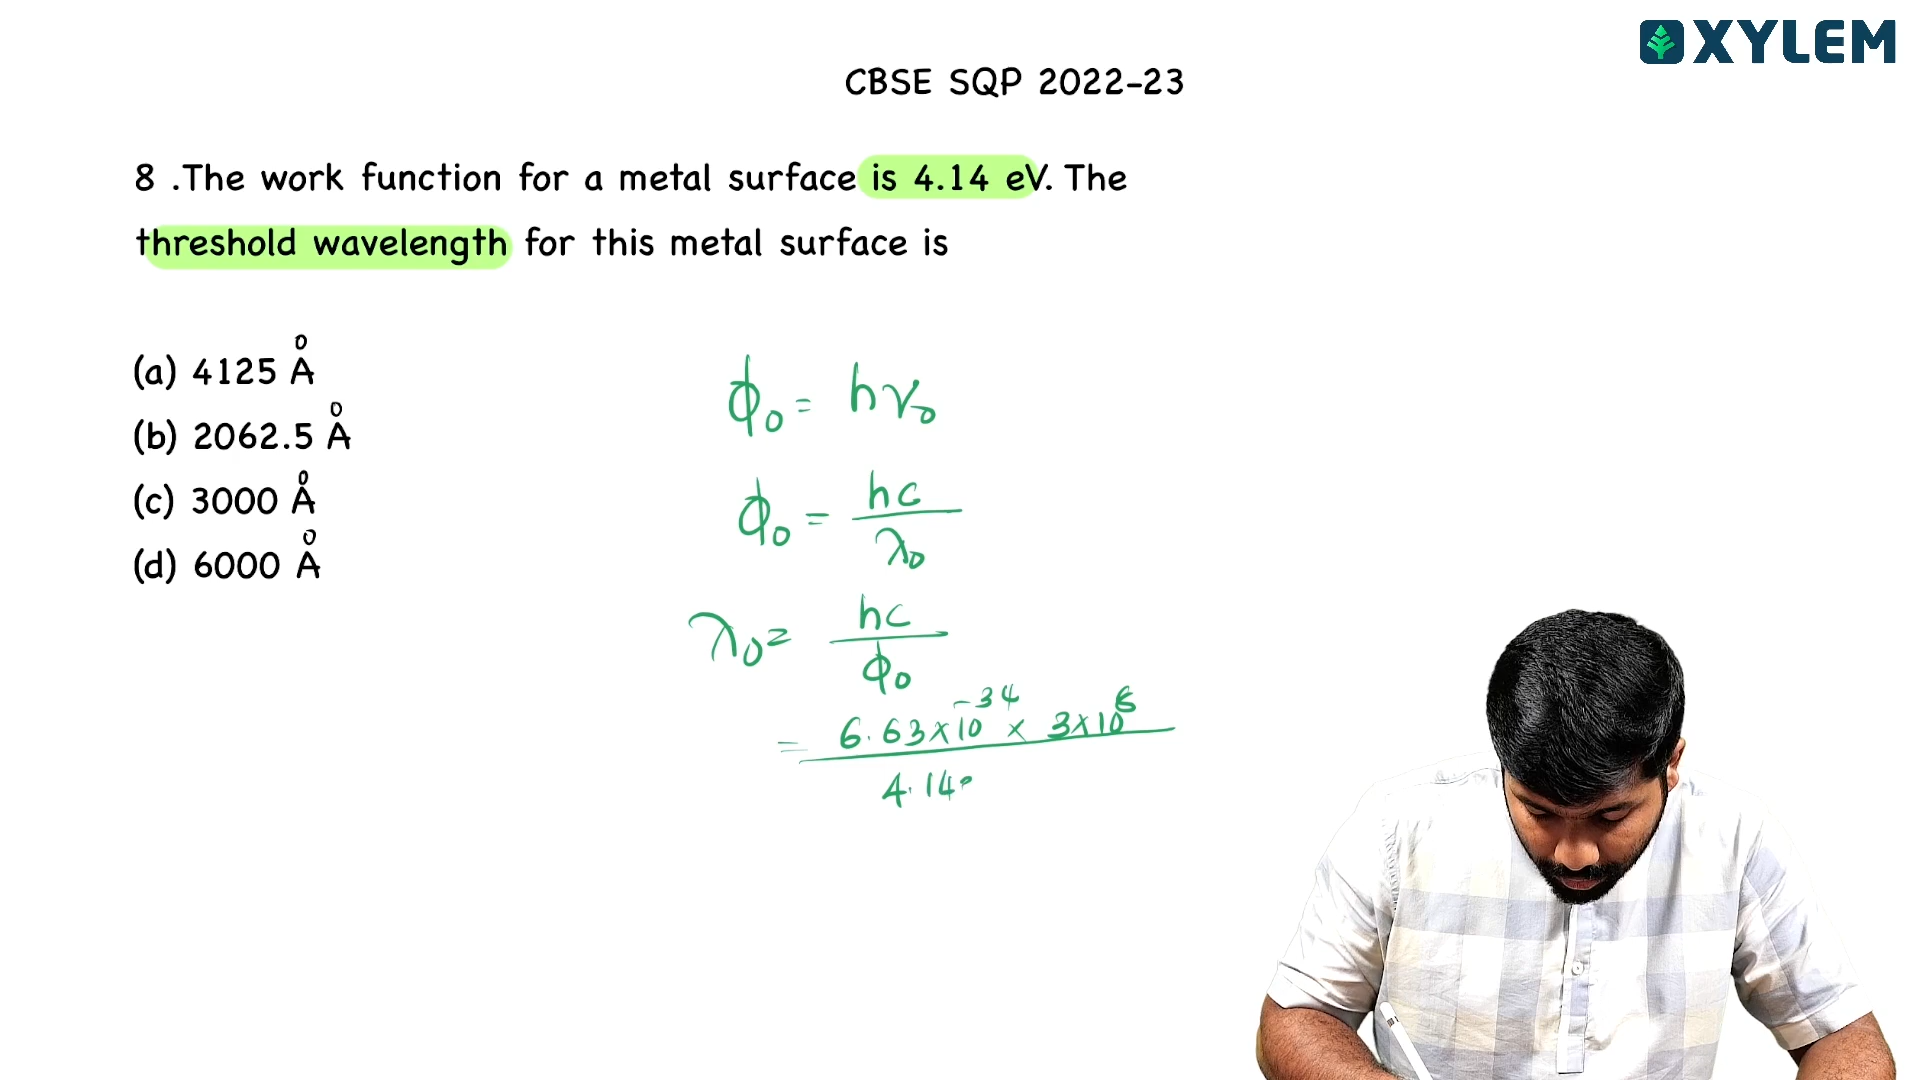 XYLEM
CBSE SQP 2022-23
8 .The work function for a metal surface is 4.14 eV. The
threshold wavelength for this metal surface is
(a) 4125 Å
(b) 2062.5 Å
(c) 3000 Å
(d) 6000 Å
ϕ₀ = hν₀
ϕ₀ = hc / λ₀
λ₀ = hc / ϕ₀
= 6.63×10⁻³⁴ × 3×10⁸ / 4.14